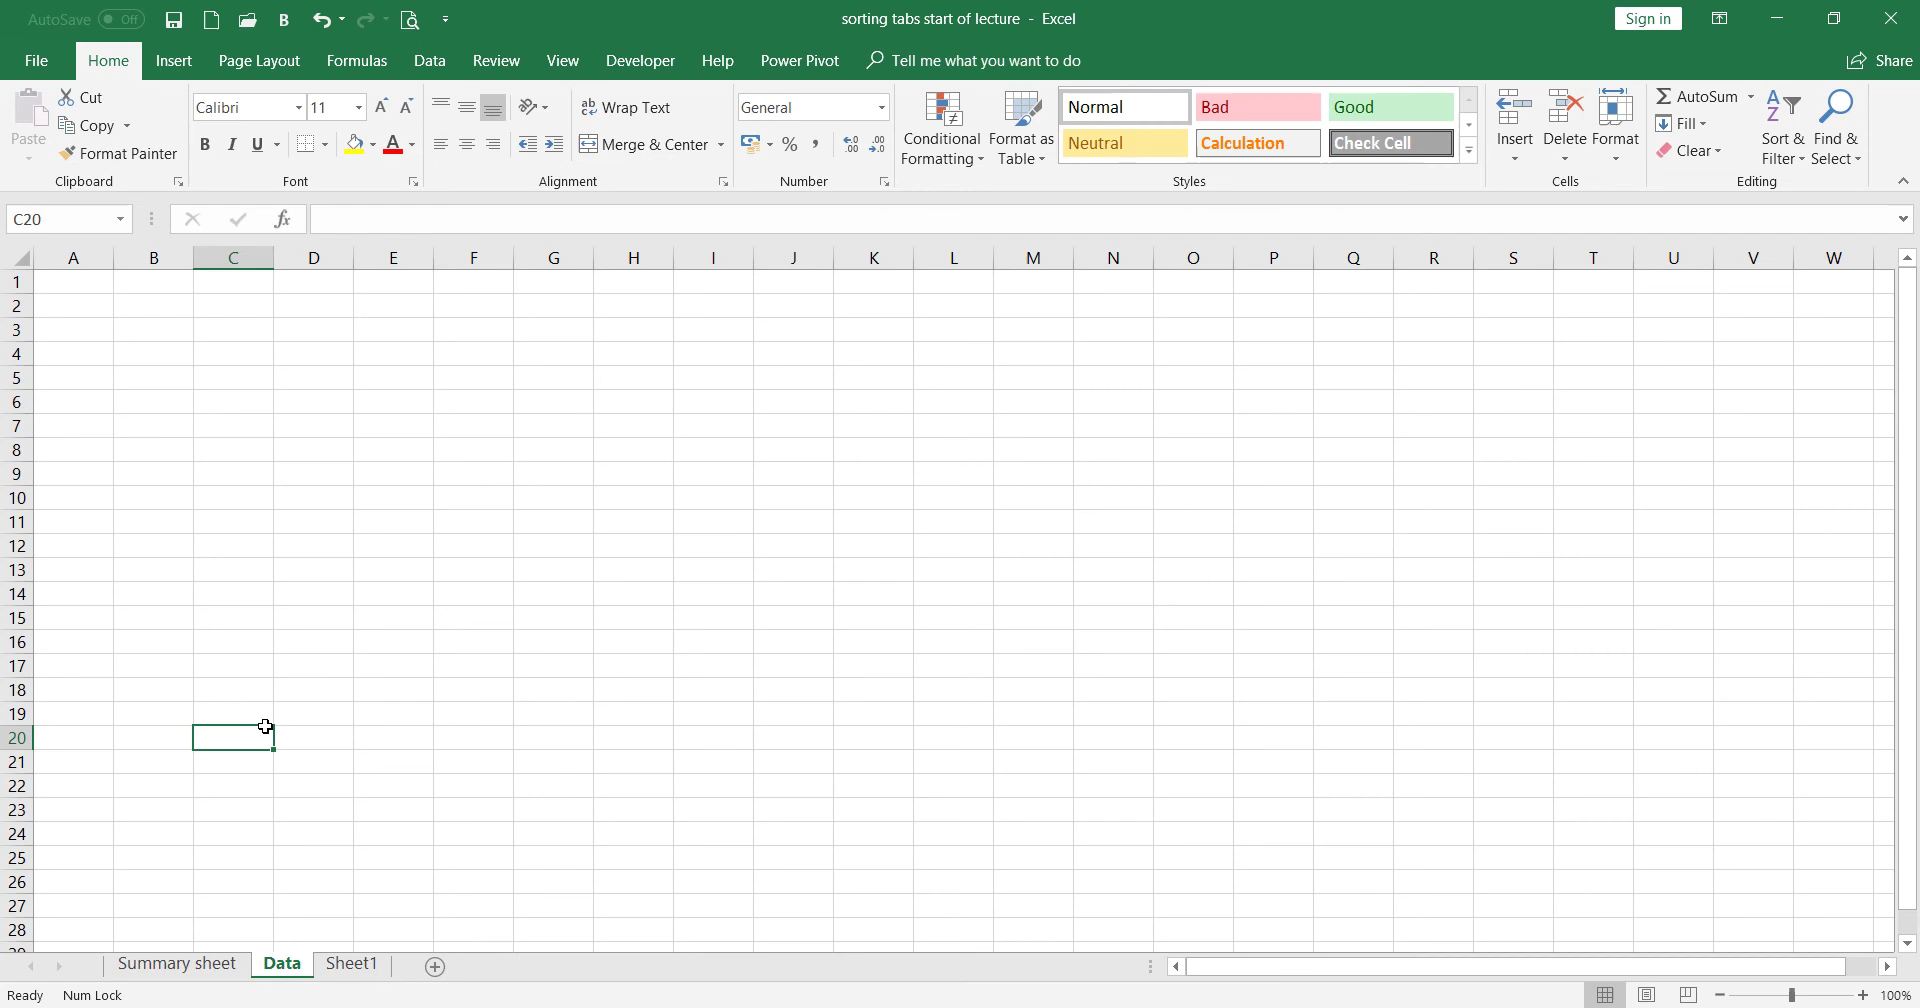 AutoSave Off B sorting tabs start of lecture - Excel Sign in
File Home Insert Page Layout Formulas Data Review View Developer Help Power Pivot Tell me what you want to do Share
Paste Cut Copy Format Painter
Clipboard
Calibri 11 A A
B I U A
Font
ab Wrap Text
Merge & Center
Alignment
General
% , .00 .0
Number
Conditional Formatting Format as Table
Normal Bad Good
Neutral Calculation Check Cell
Styles
Insert Delete Format
Cells
AutoSum Fill Clear
Sort & Filter Find & Select
Editing
C20 fx
A B C D E F G H I J K L M N O P Q R S T U V W
1
2
3
4
5
6
7
8
9
10
11
12
13
14
15
16
17
18
19
20
21
22
23
24
25
26
27
28
Summary sheet Data Sheet1
Ready Num Lock 100%